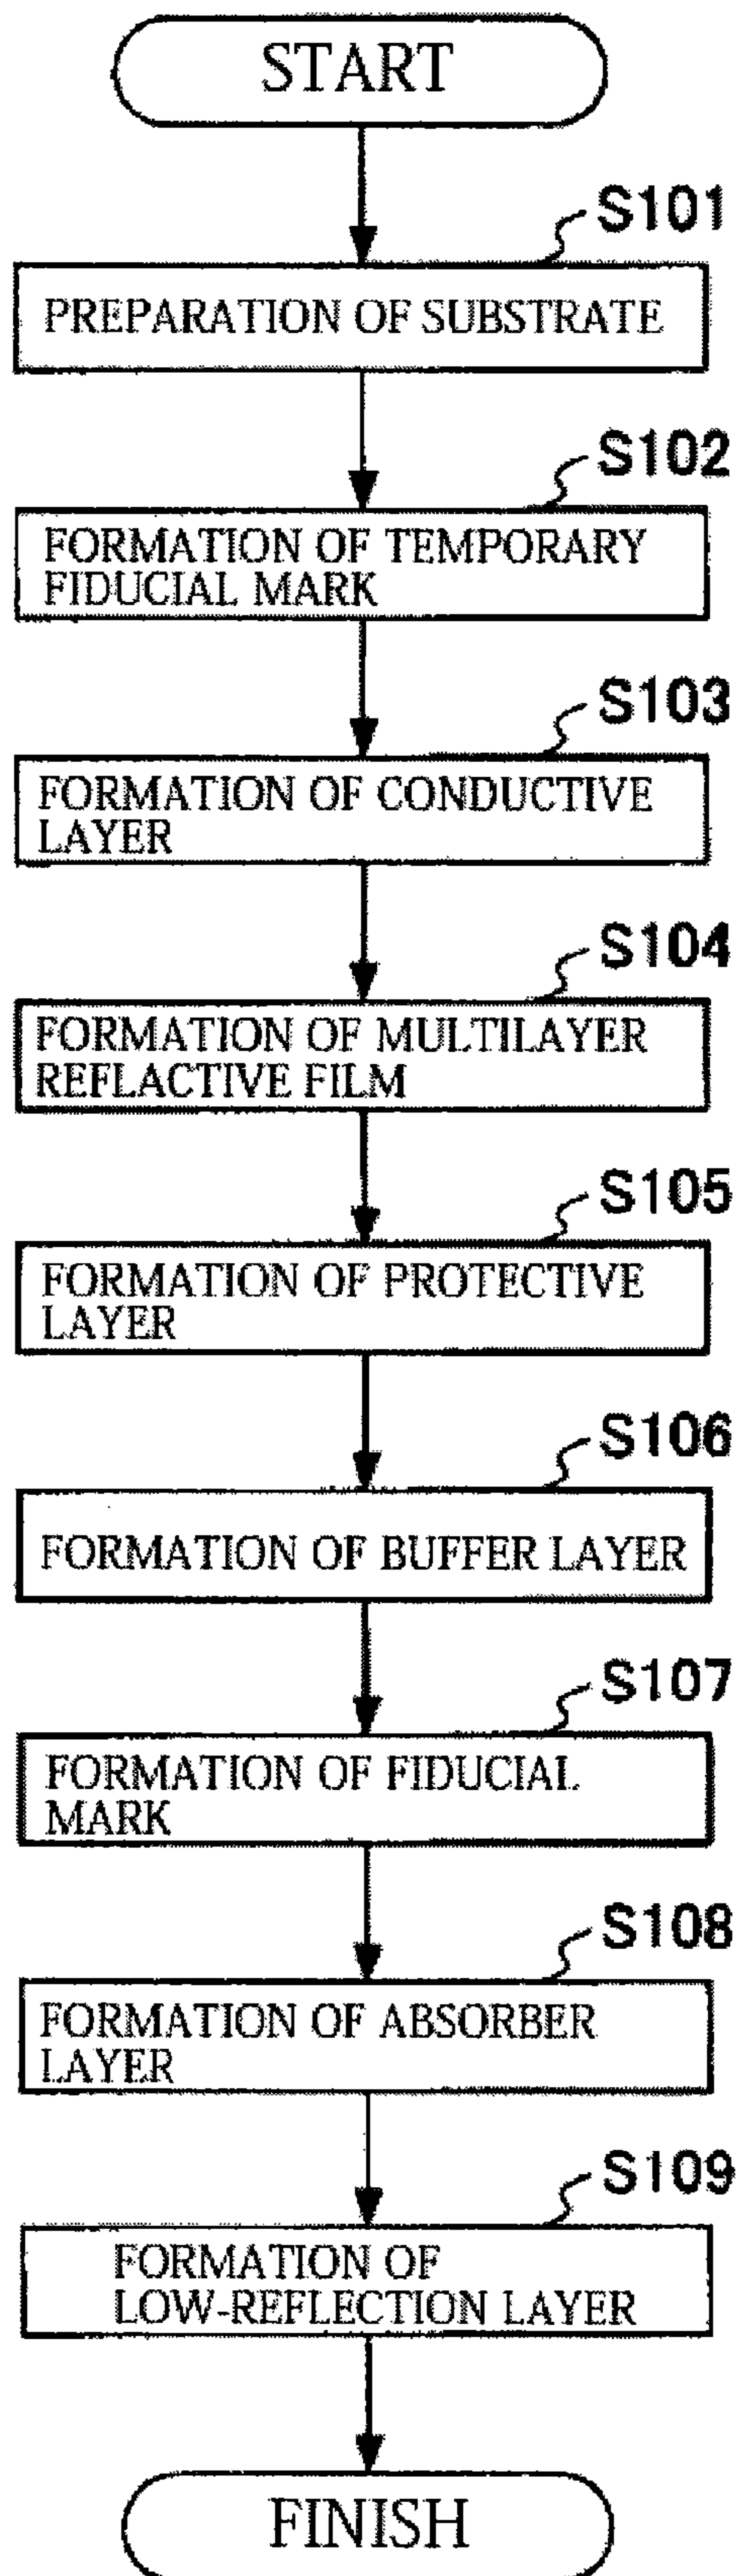 START
S101
PREPARATION OF SUBSTRATE
S102
FORMATION OF TEMPORARY
FIDUCIAL MARK
S103
FORMATION OF CONDUCTIVE
LAYER
S104
FORMATION OF MULTILAYER
REFLACTIVE FILM
S105
FORMATION OF PROTECTIVE
LAYER
S106
FORMATION OF BUFFER LAYER
S107
FORMATION OF FIDUCIAL
MARK
S108
FORMATION OF ABSORBER
LAYER
S109
FORMATION OF
LOW-REFLECTION LAYER
FINISH